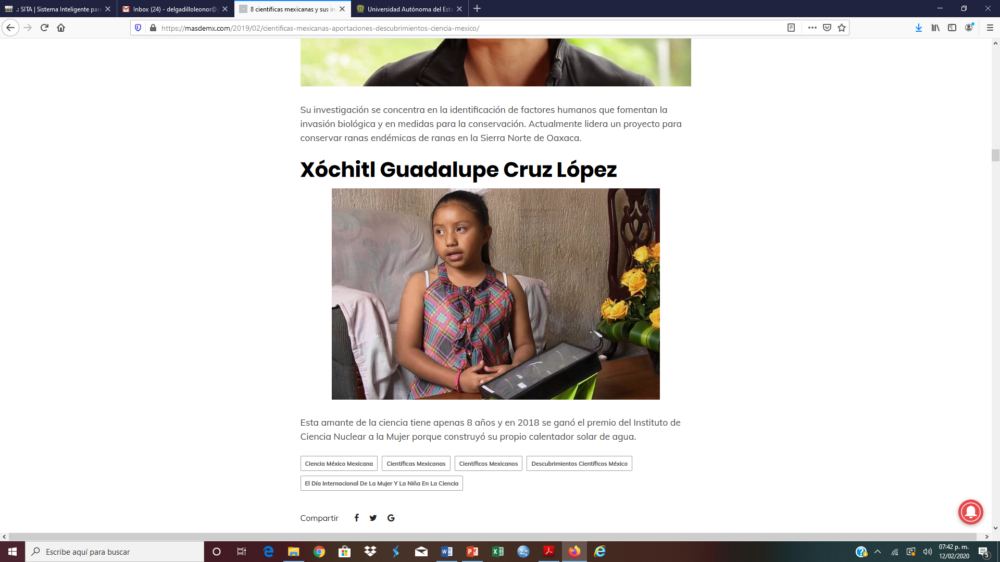 .: SITA | Sistema Inteligente para
Inbox (24) - delgadilloleonor@g
8 científicas mexicanas y sus in
Universidad Autónoma del Esta
https://masdemx.com/2019/02/cientificas-mexicanas-aportaciones-descubrimientos-ciencia-mexico/
Su investigación se concentra en la identificación de factores humanos que fomentan la
invasión biológica y en medidas para la conservación. Actualmente lidera un proyecto para
conservar ranas endémicas de ranas en la Sierra Norte de Oaxaca.
Xóchitl Guadalupe Cruz López
Esta amante de la ciencia tiene apenas 8 años y en 2018 se ganó el premio del Instituto de
Ciencia Nuclear a la Mujer porque construyó su propio calentador solar de agua.
Ciencia México Mexicana
Científicas Mexicanas
Científicos Mexicanos
Descubrimientos Científicos México
El Día Internacional De La Mujer Y La Niña En La Ciencia
Compartir
Escribe aquí para buscar
07:42 p. m.
12/02/2020
5